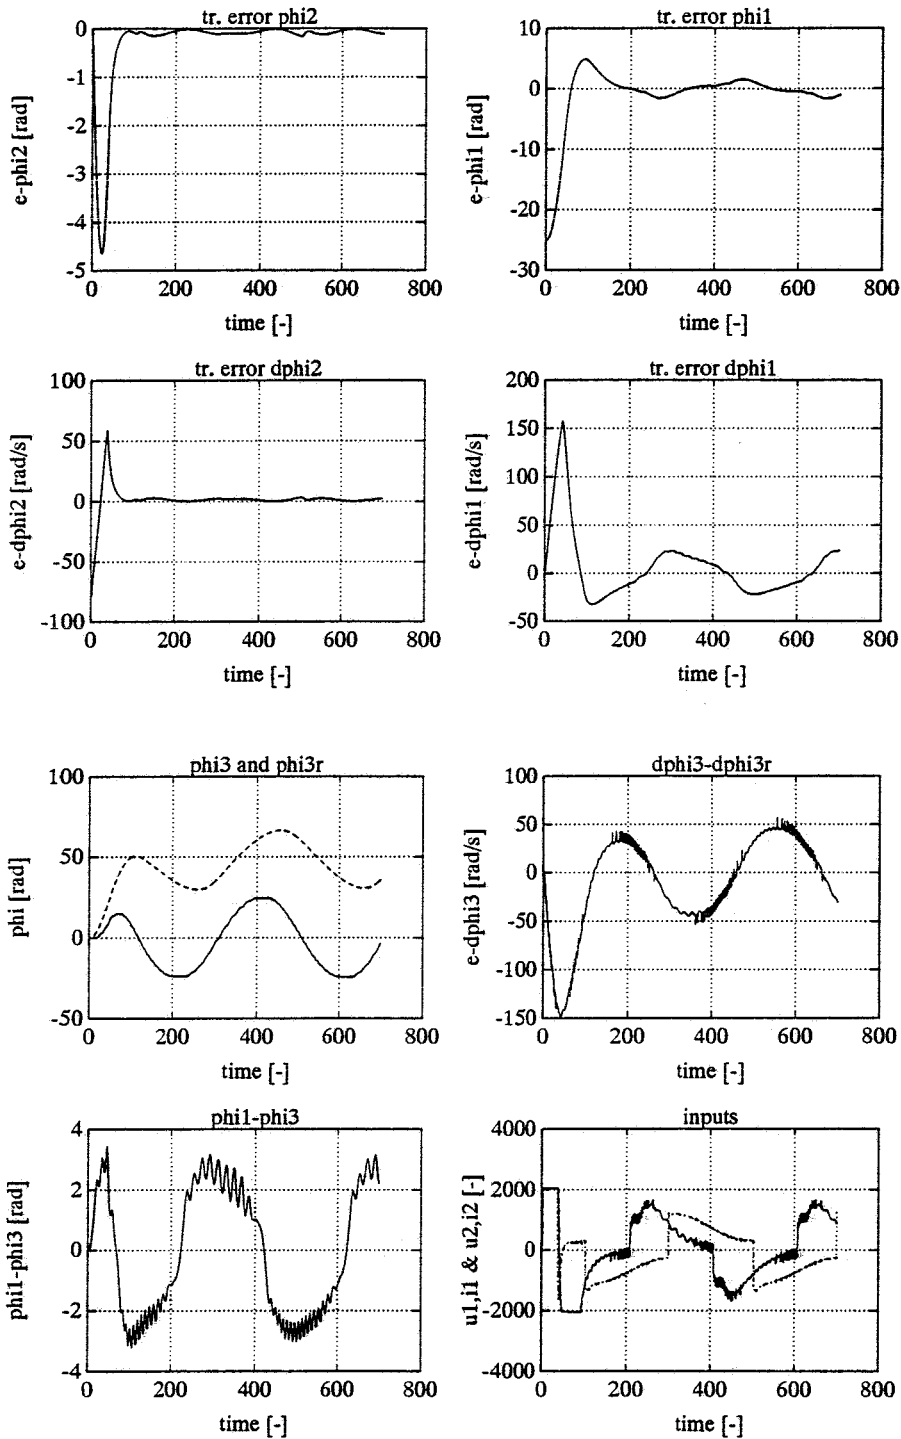 tr. error phi2
0
-1
-2
-3
-4
-5
e-phi2 [rad]
0 200 400 600 800
time [-]
tr. error phi1
10
0
-10
-20
-30
e-phi1 [rad]
0 200 400 600 800
time [-]
tr. error dphi2
100
50
0
-50
-100
e-dphi2 [rad/s]
0 200 400 600 800
time [-]
tr. error dphi1
200
150
100
50
0
-50
e-dphi1 [rad/s]
0 200 400 600 800
time [-]
phi3 and phi3r
100
50
0
-50
phi [rad]
0 200 400 600 800
time [-]
dphi3-dphi3r
100
50
0
-50
-100
-150
e-dphi3 [rad/s]
0 200 400 600 800
time [-]
phi1-phi3
4
2
0
-2
-4
phi1-phi3 [rad]
0 200 400 600 800
time [-]
inputs
4000
2000
0
-2000
-4000
u1,i1 & u2,i2 [-]
0 200 400 600 800
time [-]